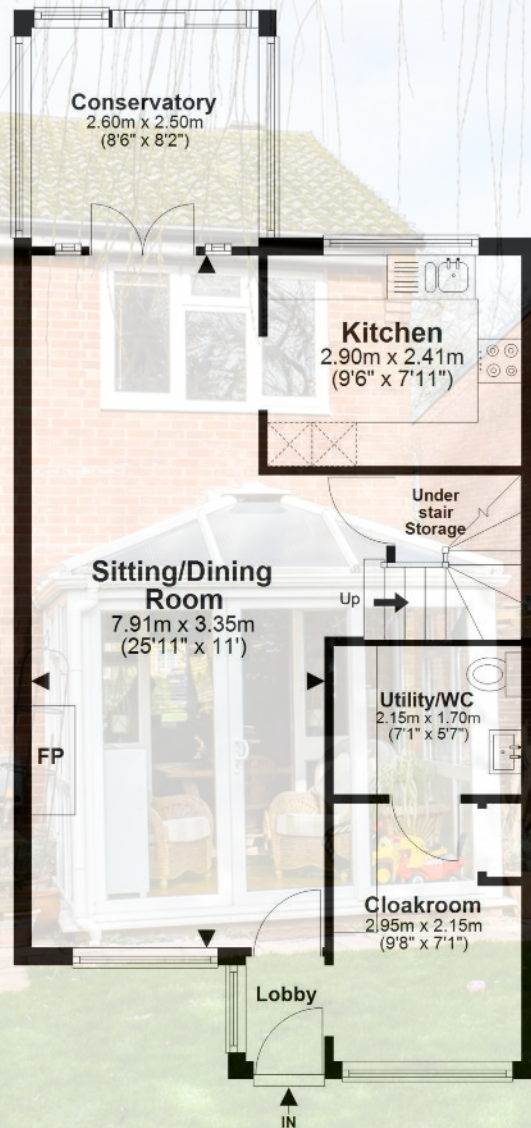 Conservatory
2.60m x 2.50m
(8'6" x 8'2")
Kitchen
2.90m x 2.41m
(9'6" x 7'11")
Under
stair
Storage
Sitting/Dining
Room
7.91m x 3.35m
(25'11" x 11')
Up
Utility/WC
2.15m x 1.70m
(7'1" x 5'7")
FP
Cloakroom
2.95m x 2.15m
(9'8" x 7'1")
Lobby
IN